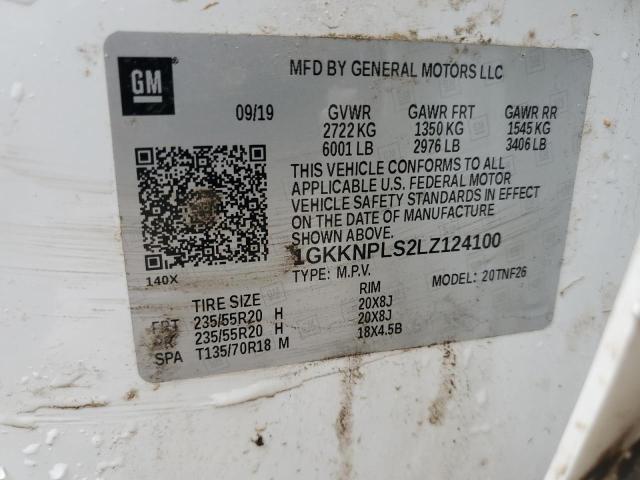 GM
MFD BY GENERAL MOTORS LLC
09/19 GVWR GAWR FRT GAWR RR
2722 KG 1350 KG 1545 KG
6001 LB 2976 LB 3406 LB
THIS VEHICLE CONFORMS TO ALL
APPLICABLE U.S. FEDERAL MOTOR
VEHICLE SAFETY STANDARDS IN EFFECT
ON THE DATE OF MANUFACTURE
SHOWN ABOVE.
1GKKNPLS2LZ124100
140X
TYPE: M.P.V. MODEL: 20TNF26
TIRE SIZE RIM
FRT 235/55R20 H 20X8J
RR 235/55R20 H 20X8J
SPA T135/70R18 M 18X4.5B